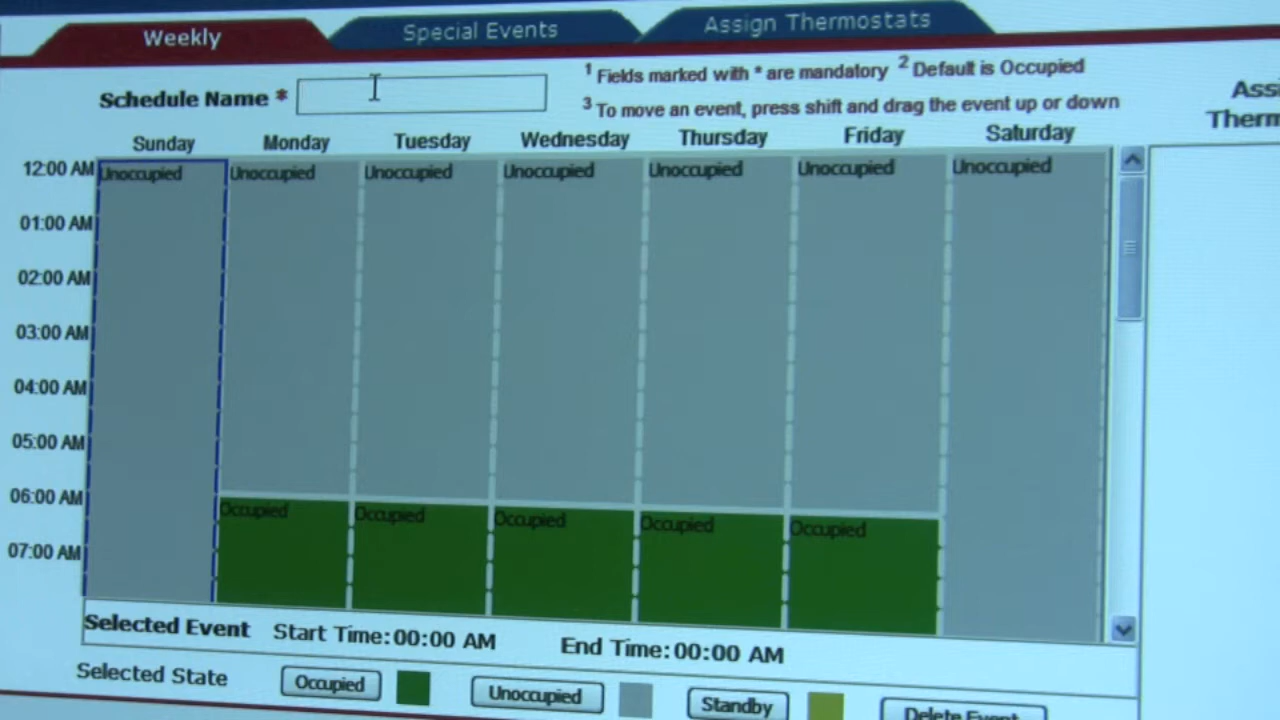 Weekly
Special Events
Assign Thermostats
Schedule Name *
1 Fields marked with * are mandatory 2 Default is Occupied
3 To move an event, press shift and drag the event up or down
Sunday Monday Tuesday Wednesday Thursday Friday Saturday
12:00 AM Unoccupied Unoccupied Unoccupied Unoccupied Unoccupied Unoccupied Unoccupied
01:00 AM
02:00 AM
03:00 AM
04:00 AM
05:00 AM
06:00 AM Occupied Occupied Occupied Occupied Occupied
07:00 AM
Selected Event Start Time:00:00 AM End Time:00:00 AM
Selected State Occupied Unoccupied Standby Delete Event